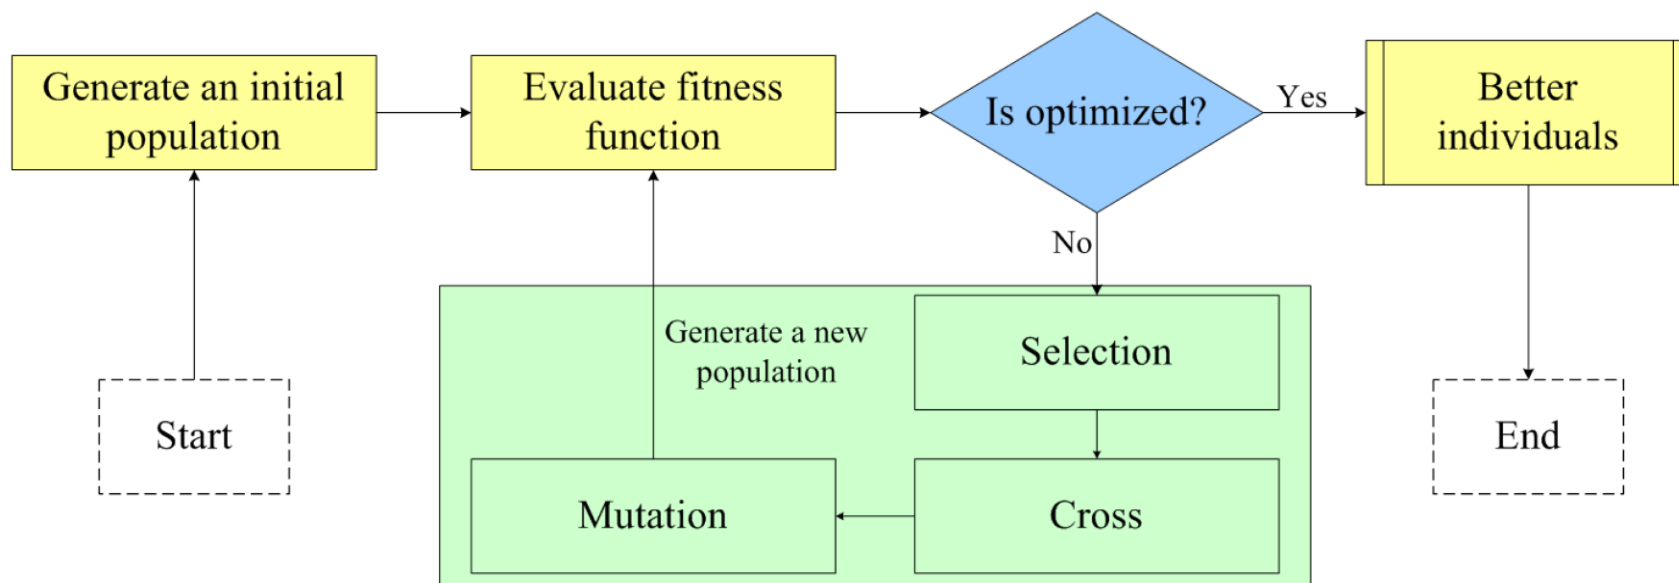 Generate an initial
population
Evaluate fitness
function
Is optimized?
Yes
Better
individuals
No
Generate a new
population
Selection
Start
End
Mutation
Cross